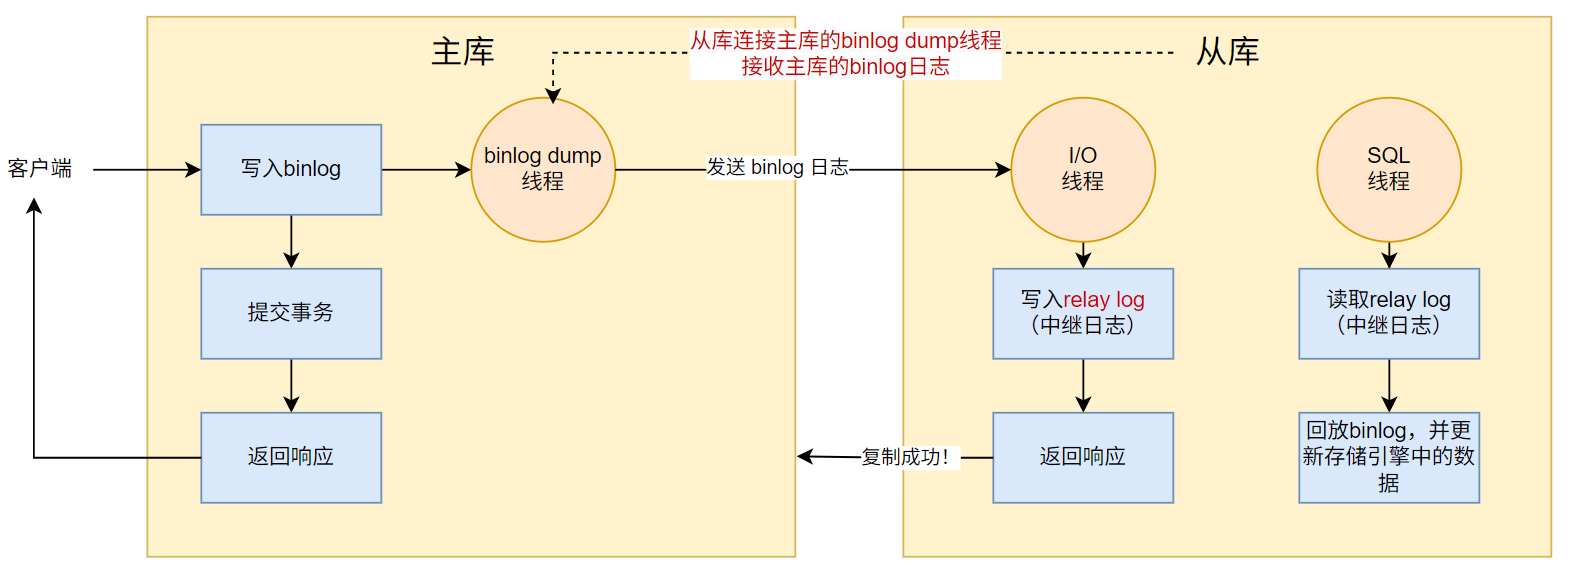 主库
从库连接主库的binlog dump线程
接收主库的binlog日志
从库
客户端
写入binlog
binlog dump
线程
发送 binlog 日志
I/O
线程
SQL
线程
提交事务
写入relay log
（中继日志）
读取relay log
（中继日志）
返回响应
复制成功！
返回响应
回放binlog，并更
新存储引擎中的数
据